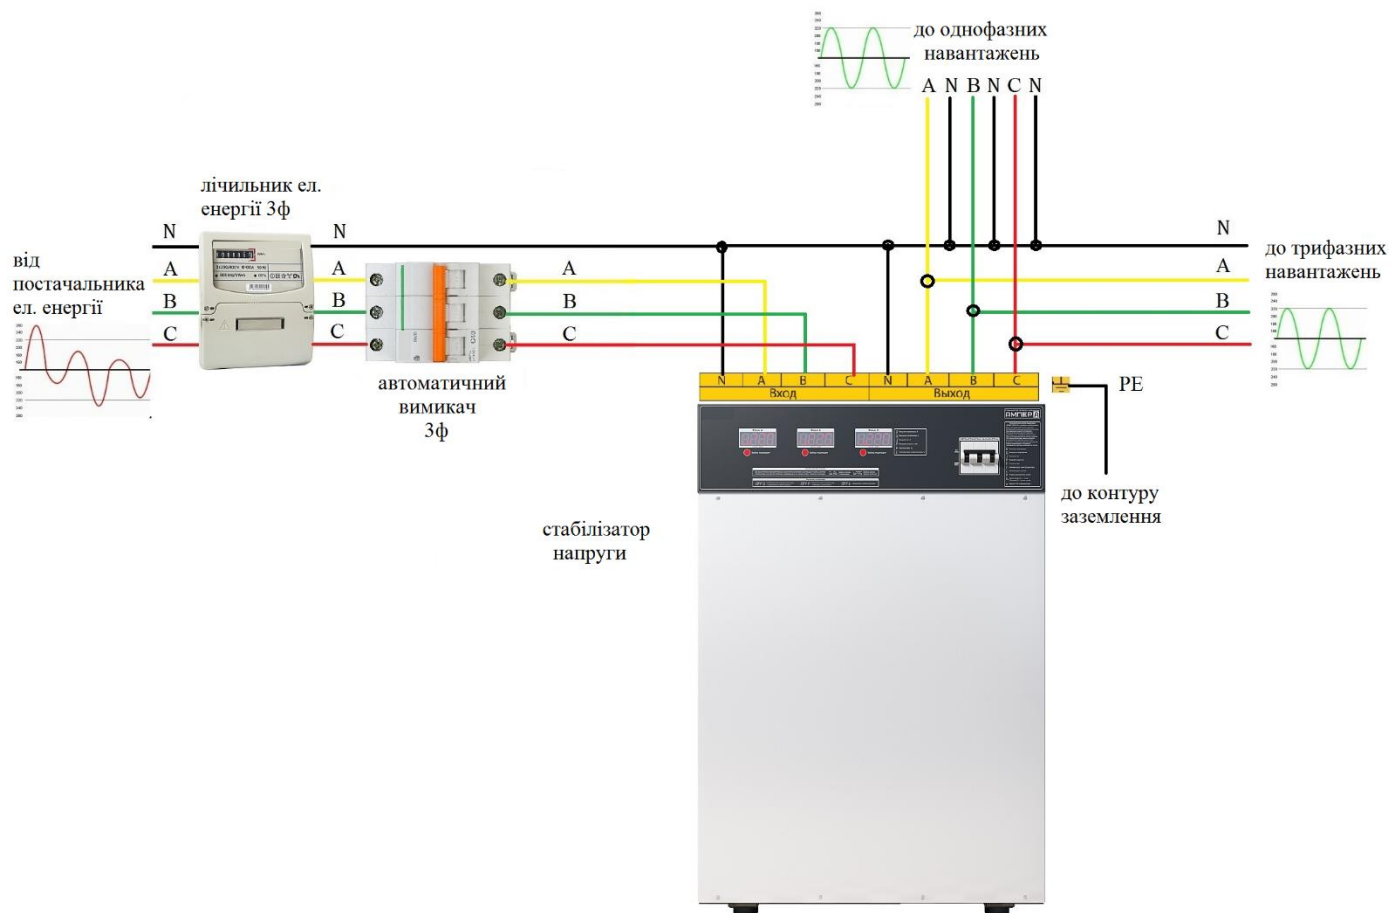 до однофазних
навантажень
A N B N C N
лічильник ел.
енергії 3ф
N
N
N
від
постачальника
ел. енергії
A
A
A
A
B
B
B
B
C
C
C
C
до трифазних
навантажень
автоматичний
вимикач
3ф
N A B C N A B C
Вход Выход
PE
АМПЕР
до контуру
заземлення
стабілізатор
напруги